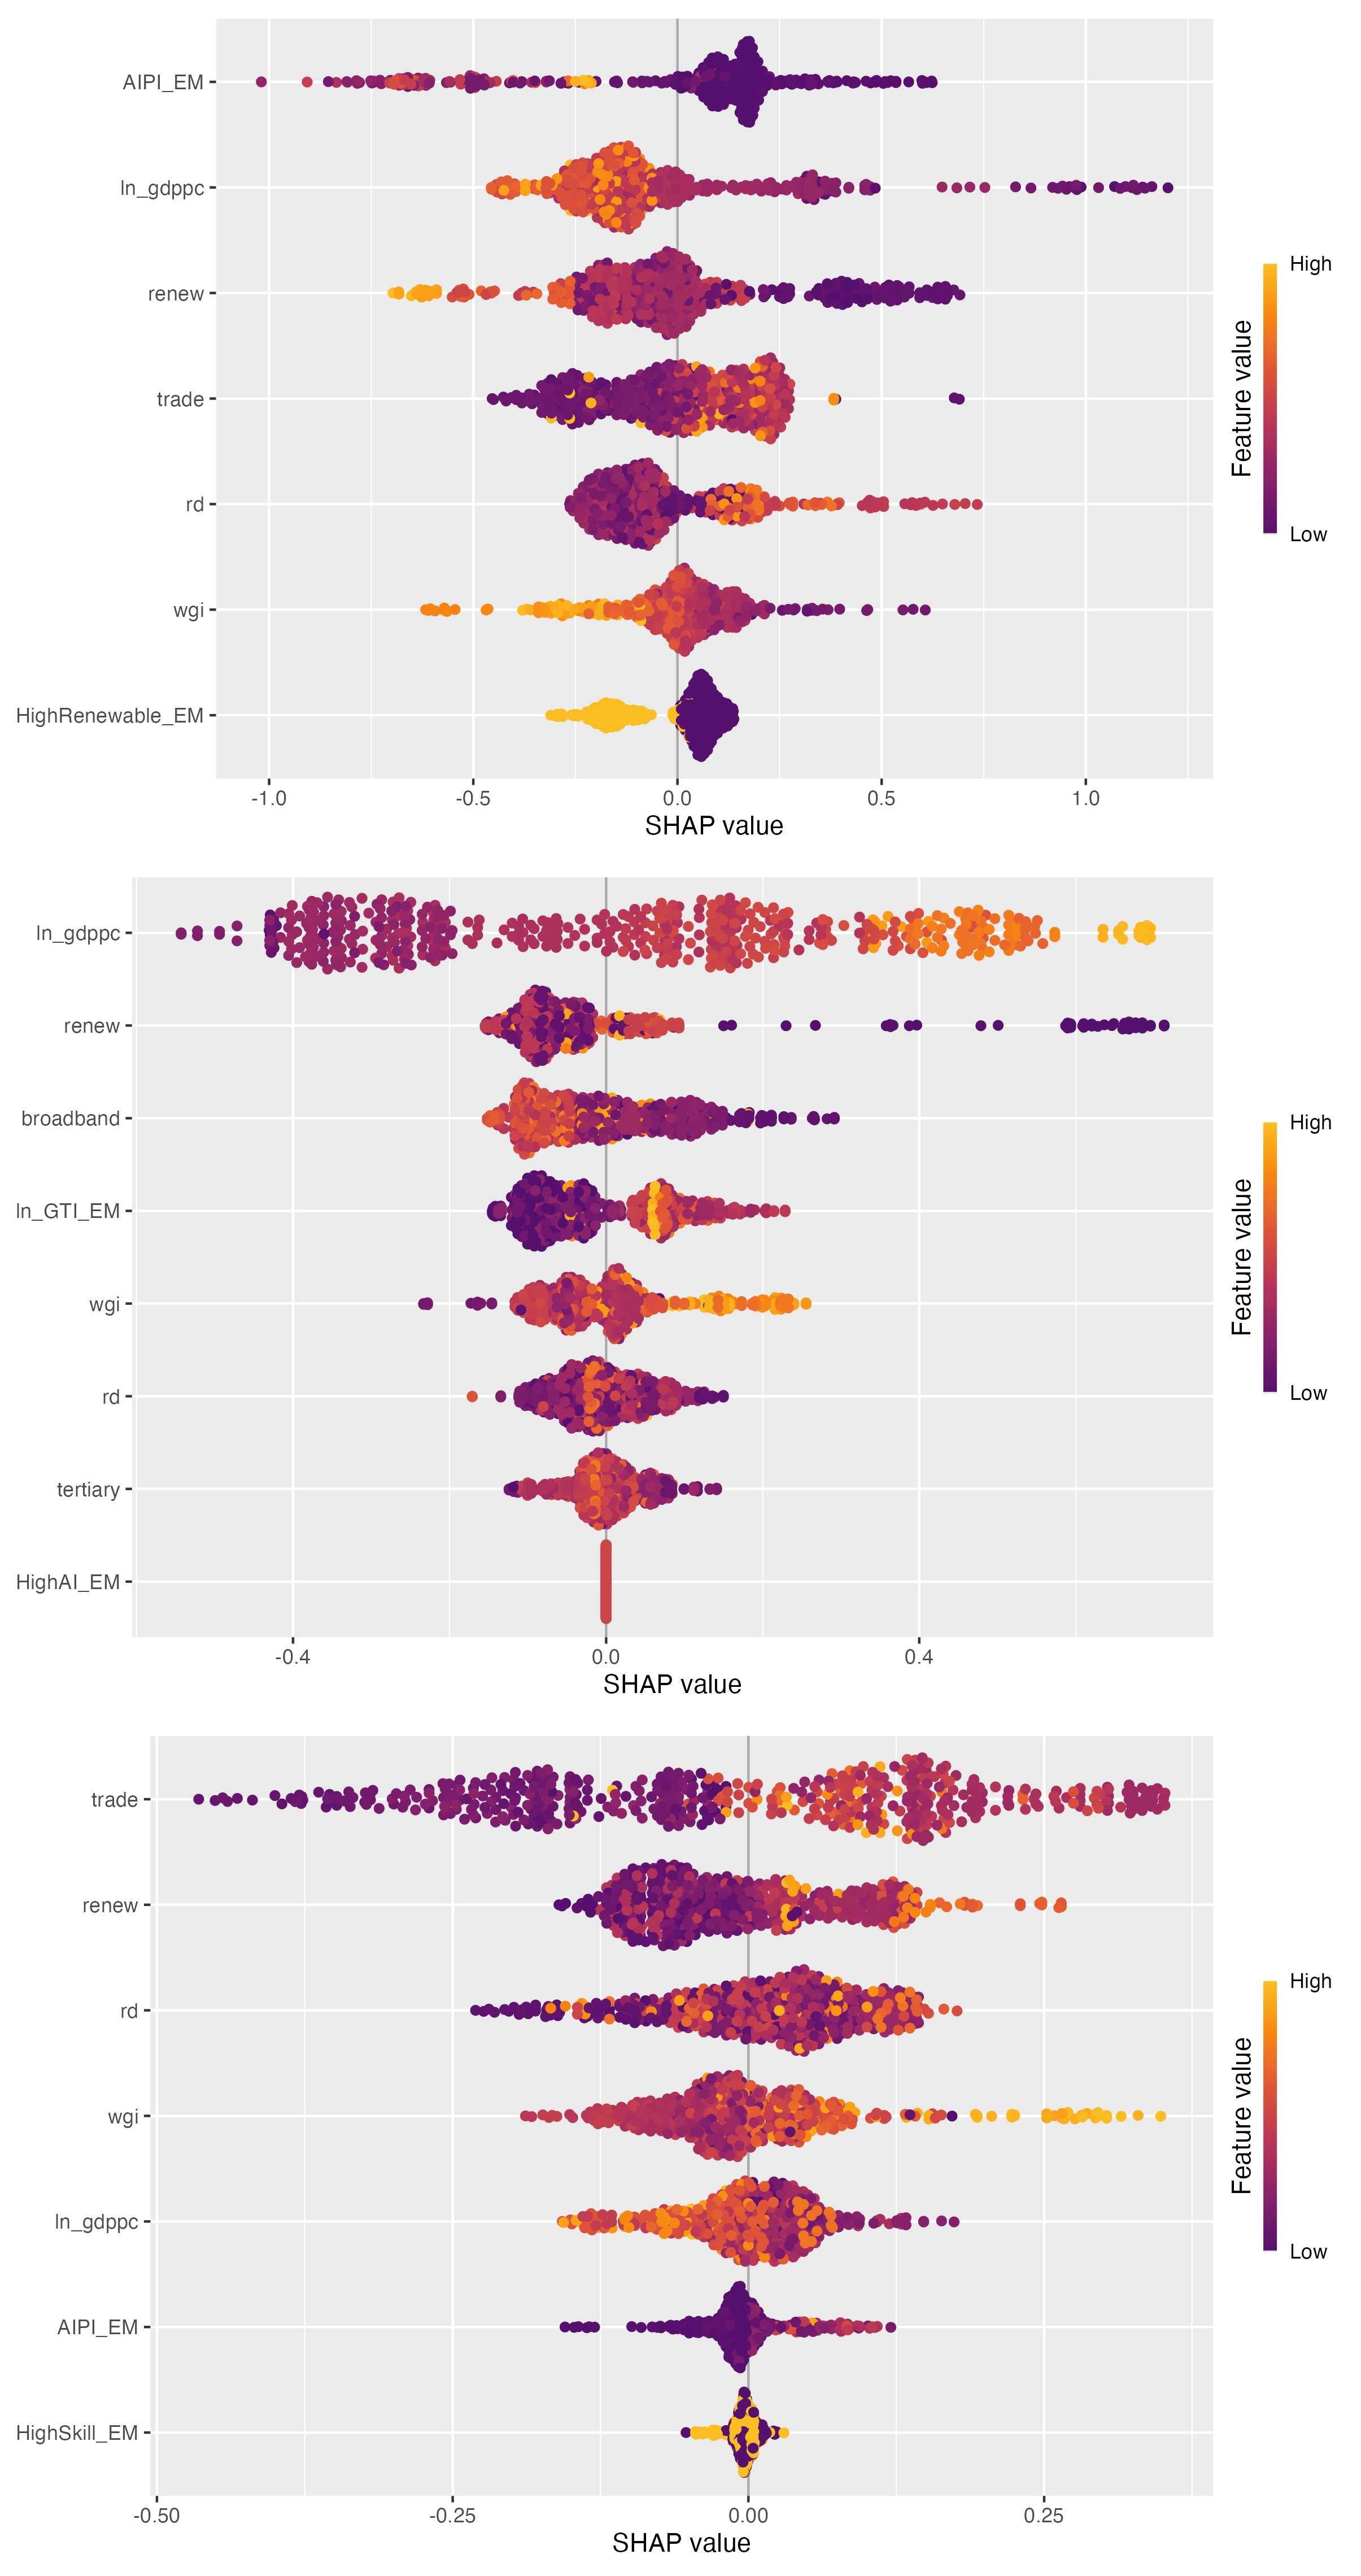 AIPI_EM
ln_gdppc
renew
trade
rd
wgi
HighRenewable_EM
-1.0 -0.5 0.0 0.5 1.0
SHAP value
Feature value
High
Low
ln_gdppc
renew
broadband
ln_GTI_EM
wgi
rd
tertiary
HighAI_EM
-0.4 0.0 0.4
SHAP value
Feature value
High
Low
trade
renew
rd
wgi
ln_gdppc
AIPI_EM
HighSkill_EM
-0.50 -0.25 0.00 0.25
SHAP value
Feature value
High
Low